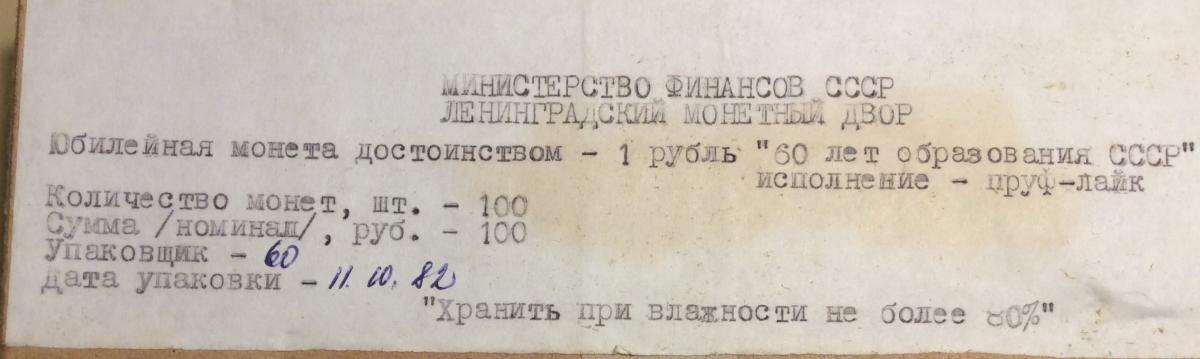 МИНИСТЕРСТВО ФИНАНСОВ СССР
ЛЕНИНГРАДСКИЙ МОНЕТНЫЙ ДВОР
Юбилейная монета достоинством - 1 рубль "60 лет образования СССР"
исполнение - пруф-лайк
Количество монет, шт. - 100
Сумма /номинал/, руб. - 100
Упаковщик - 60
Дата упаковки - 11.10.82
"Хранить при влажности не более 80%"